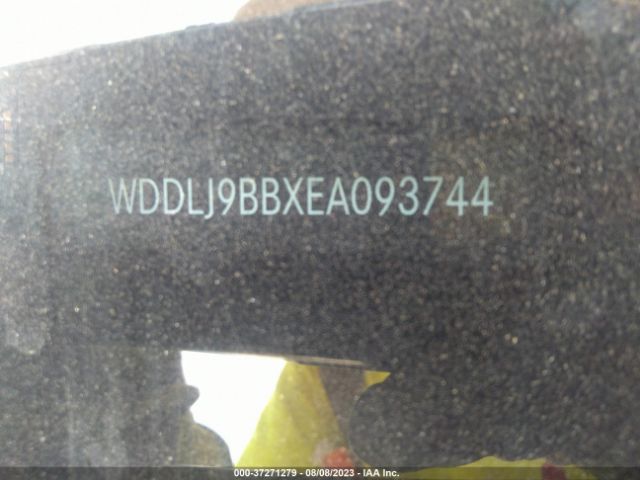 WDDLJ9BBXEA093744
000-37271279 - 08/08/2023 - IAA Inc.